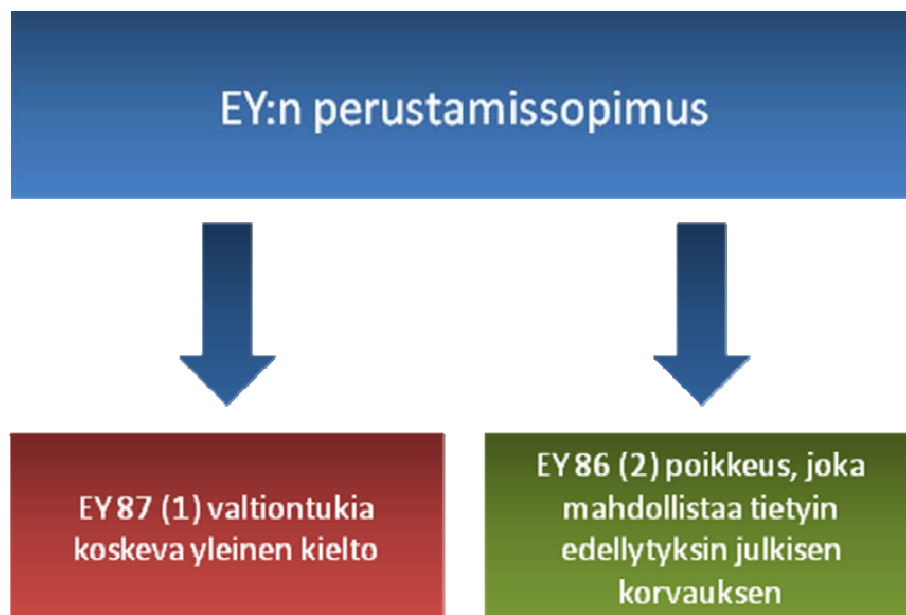 EY:n perustamissopimus
EY 87 (1) valtiontukia
koskeva yleinen kielto
EY 86 (2) poikkeus, joka
mahdollistaa tietyin
edellytyksin julkisen
korvauksen